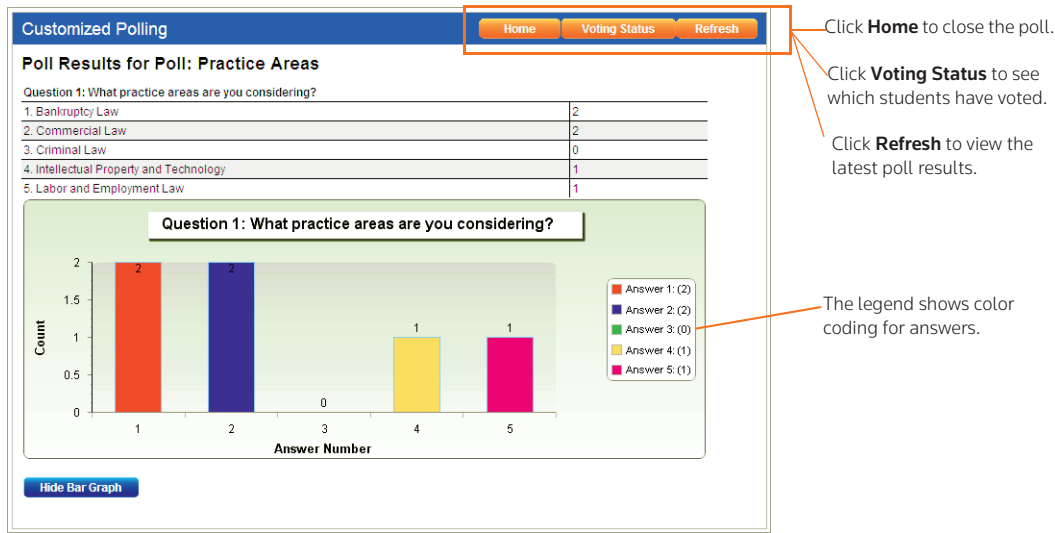 Customized Polling
Home Voting Status Refresh
Click Home to close the poll.
Click Voting Status to see
which students have voted.
Click Refresh to view the
latest poll results.
Poll Results for Poll: Practice Areas
Question 1: What practice areas are you considering?
1. Bankruptcy Law 2
2. Commercial Law 2
3. Criminal Law 0
4. Intellectual Property and Technology 1
5. Labor and Employment Law 1
Question 1: What practice areas are you considering?
Count
2
1.5
1
0.5
0
2 2 0 1 1
1 2 3 4 5
Answer Number
Answer 1: (2)
Answer 2: (2)
Answer 3: (0)
Answer 4: (1)
Answer 5: (1)
The legend shows color
coding for answers.
Hide Bar Graph